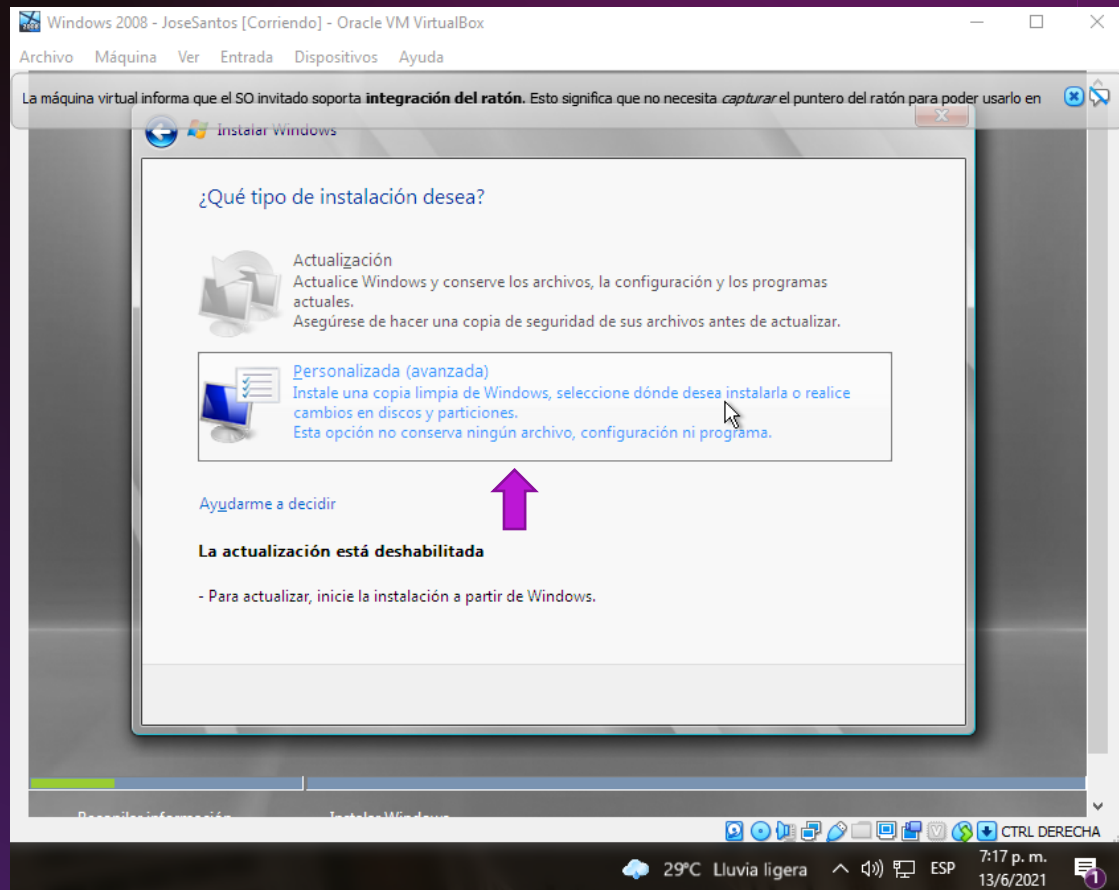 Windows 2008 - JoseSantos [Corriendo] - Oracle VM VirtualBox
Archivo Máquina Ver Entrada Dispositivos Ayuda
La máquina virtual informa que el SO invitado soporta integración del ratón. Esto significa que no necesita capturar el puntero del ratón para poder usarlo en
Instalar Windows
¿Qué tipo de instalación desea?
Actualización
Actualice Windows y conserve los archivos, la configuración y los programas
actuales.
Asegúrese de hacer una copia de seguridad de sus archivos antes de actualizar.
Personalizada (avanzada)
Instale una copia limpia de Windows, seleccione dónde desea instalarla o realice
cambios en discos y particiones.
Esta opción no conserva ningún archivo, configuración ni programa.
Ayudarme a decidir
La actualización está deshabilitada
- Para actualizar, inicie la instalación a partir de Windows.
Recopilar información Instalar Windows
CTRL DERECHA
29°C Lluvia ligera ESP 7:17 p. m.
13/6/2021
1